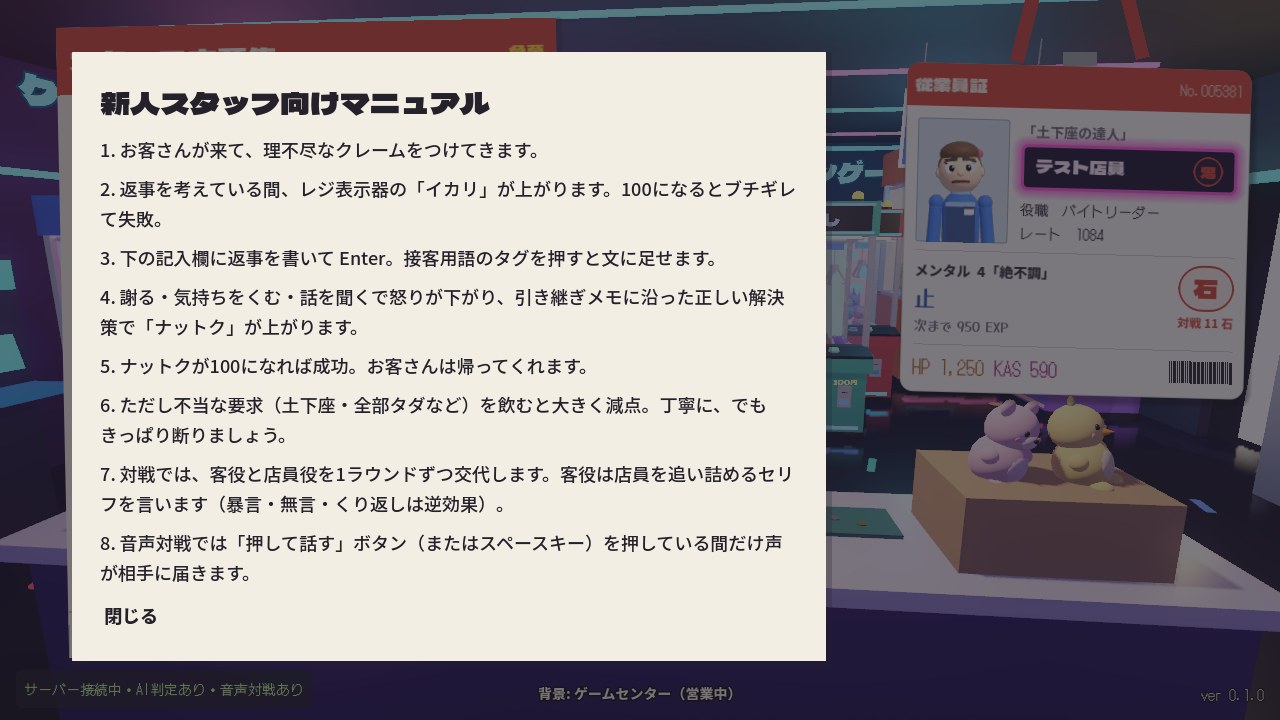 新人スタッフ向けマニュアル
1. お客さんが来て、理不尽なクレームをつけてきます。
2. 返事を考えている間、レジ表示器の「イカリ」が上がります。100になるとブチギレ
て失敗。
3. 下の記入欄に返事を書いて Enter。接客用語のタグを押すと文に足せます。
4. 謝る・気持ちをくむ・話を聞くで怒りが下がり、引き継ぎメモに沿った正しい解決
策で「ナットク」が上がります。
5. ナットクが100になれば成功。お客さんは帰ってくれます。
6. ただし不当な要求（土下座・全部タダなど）を飲むと大きく減点。丁寧に、でも
きっぱり断りましょう。
7. 対戦では、客役と店員役を1ラウンドずつ交代します。客役は店員を追い詰めるセリ
フを言います（暴言・無言・くり返しは逆効果）。
8. 音声対戦では「押して話す」ボタン（またはスペースキー）を押している間だけ声
が相手に届きます。
閉じる
従業員証
No.005381
「土下座の達人」
テスト店員
役職 バイトリーダー
レート 1084
メンタル 4「絶不調」
止
次まで 950 EXP
石
対戦 11 石
HP 1,250 KAS 590
100円
サーバー接続中・AI判定あり・音声対戦あり
背景: ゲームセンター（営業中）
ver 0.1.0